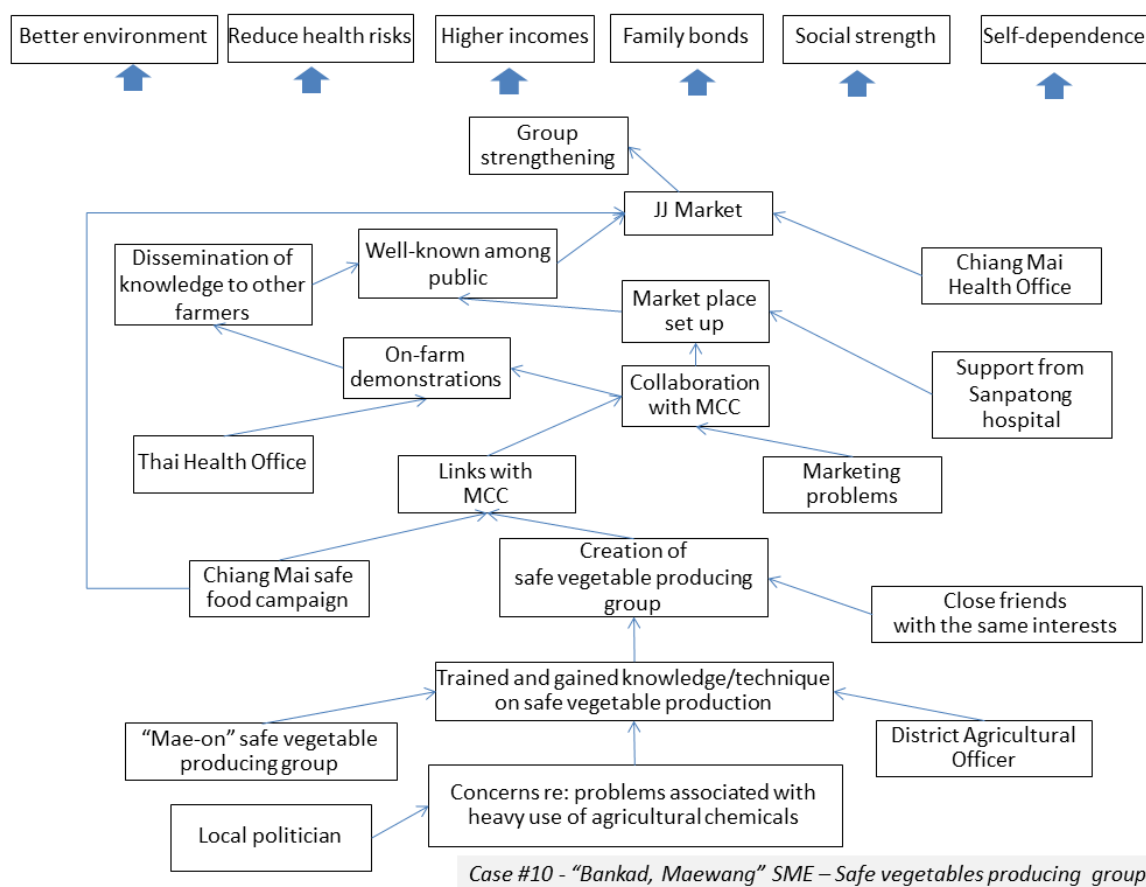 Better environment
Reduce health risks
Higher incomes
Family bonds
Social strength
Self-dependence
Group
strengthening
JJ Market
Dissemination of
knowledge to other
farmers
Well-known among
public
Chiang Mai
Health Office
Market place
set up
On-farm
demonstrations
Collaboration
with MCC
Support from
Sanpatong
hospital
Thai Health Office
Links with
MCC
Marketing
problems
Creation of
safe vegetable producing
group
Chiang Mai safe
food campaign
Close friends
with the same interests
Trained and gained knowledge/technique
on safe vegetable production
“Mae-on” safe vegetable
producing group
District Agricultural
Officer
Concerns re: problems associated with
heavy use of agricultural chemicals
Local politician
Case #10 - “Bankad, Maewang” SME – Safe vegetables producing group